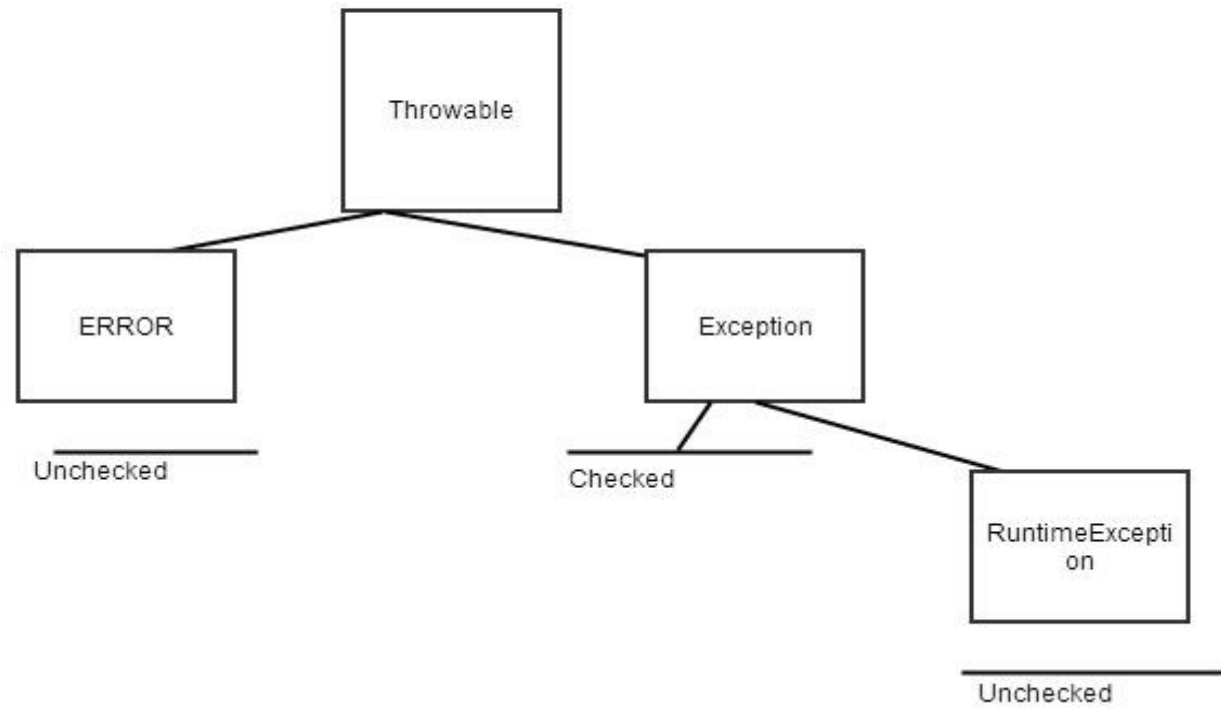 Throwable
ERROR
Exception
Unchecked
Checked
RuntimeExcepti
on
Unchecked